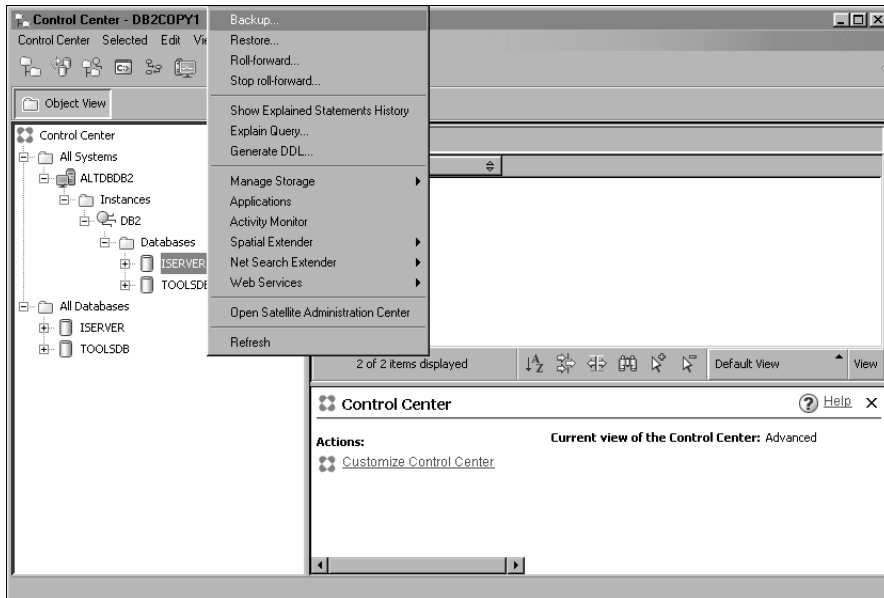 Control Center - DB2COPY1
Control Center Selected Edit Vie
Object View
Control Center
All Systems
ALTDBDB2
Instances
DB2
Databases
ISERVER
TOOLSDB
All Databases
ISERVER
TOOLSDB
Backup...
Restore...
Roll-forward...
Stop roll-forward...
Show Explained Statements History
Explain Query...
Generate DDL...
Manage Storage
Applications
Activity Monitor
Spatial Extender
Net Search Extender
Web Services
Open Satellite Administration Center
Refresh
2 of 2 items displayed
Default View
View
Control Center
Help
Actions:
Customize Control Center
Current view of the Control Center: Advanced